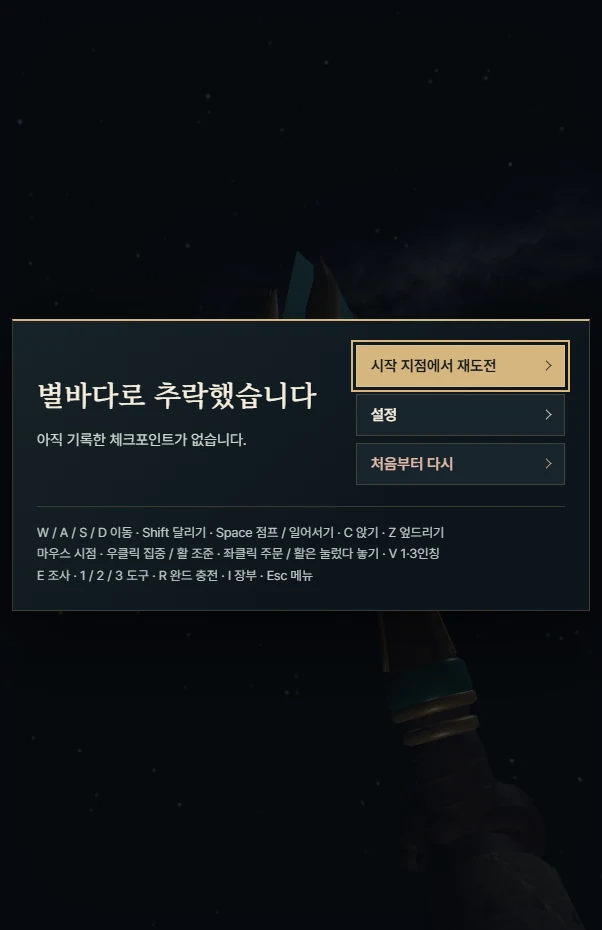 별바다로 추락했습니다
아직 기록한 체크포인트가 없습니다.
시작 지점에서 재도전
설정
처음부터 다시
W / A / S / D 이동 · Shift 달리기 · Space 점프 / 일어서기 · C 앉기 · Z 엎드리기
마우스 시점 · 우클릭 집중 / 활 조준 · 좌클릭 주문 / 활은 눌렀다 놓기 · V 1·3인칭
E 조사 · 1 / 2 / 3 도구 · R 완드 충전 · I 장부 · Esc 메뉴